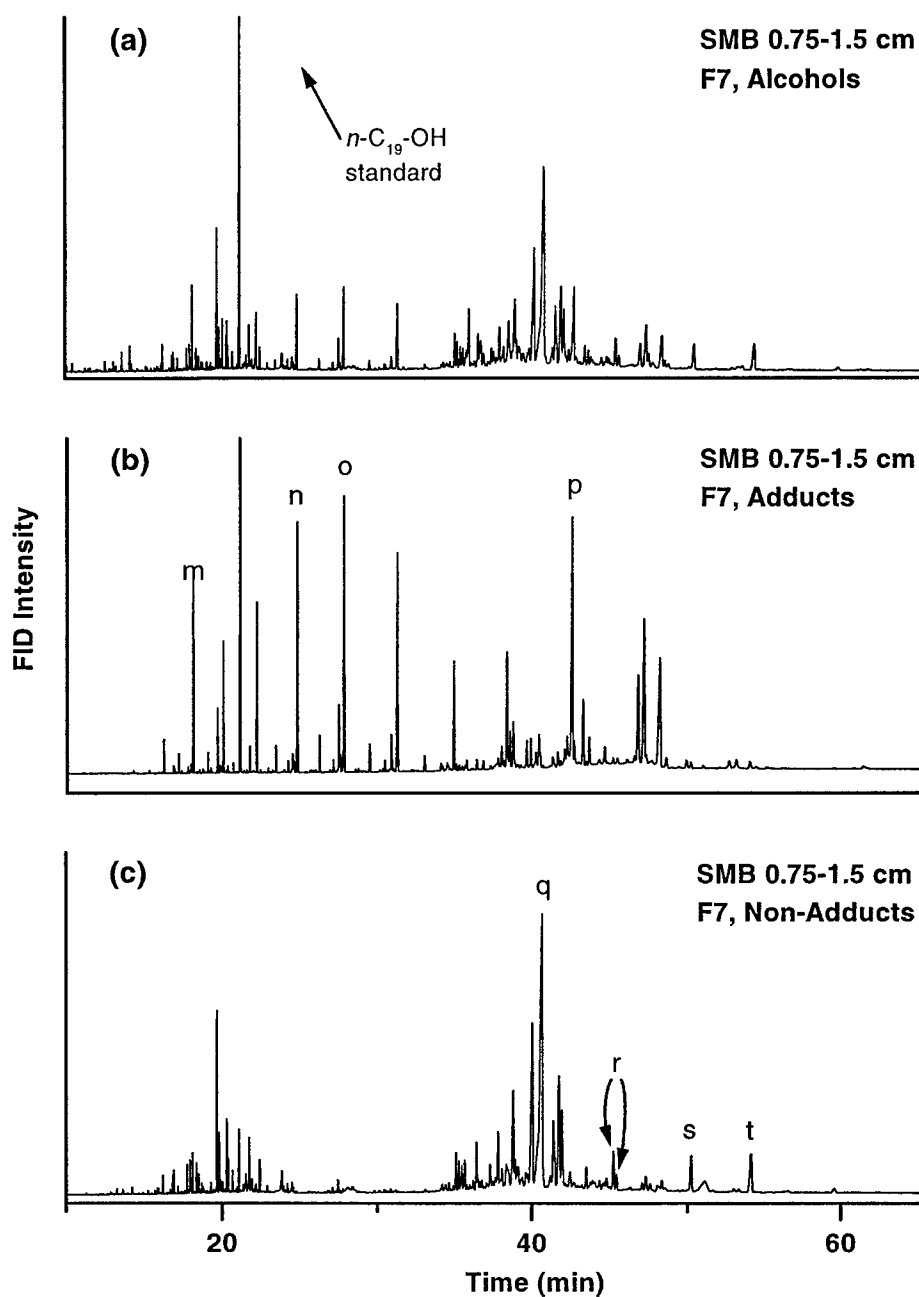 (a)
SMB 0.75-1.5 cm
F7, Alcohols
n-C19-OH
standard
(b)
SMB 0.75-1.5 cm
F7, Adducts
m
n
o
p
FID Intensity
(c)
SMB 0.75-1.5 cm
F7, Non-Adducts
q
r
s
t
20
40
60
Time (min)